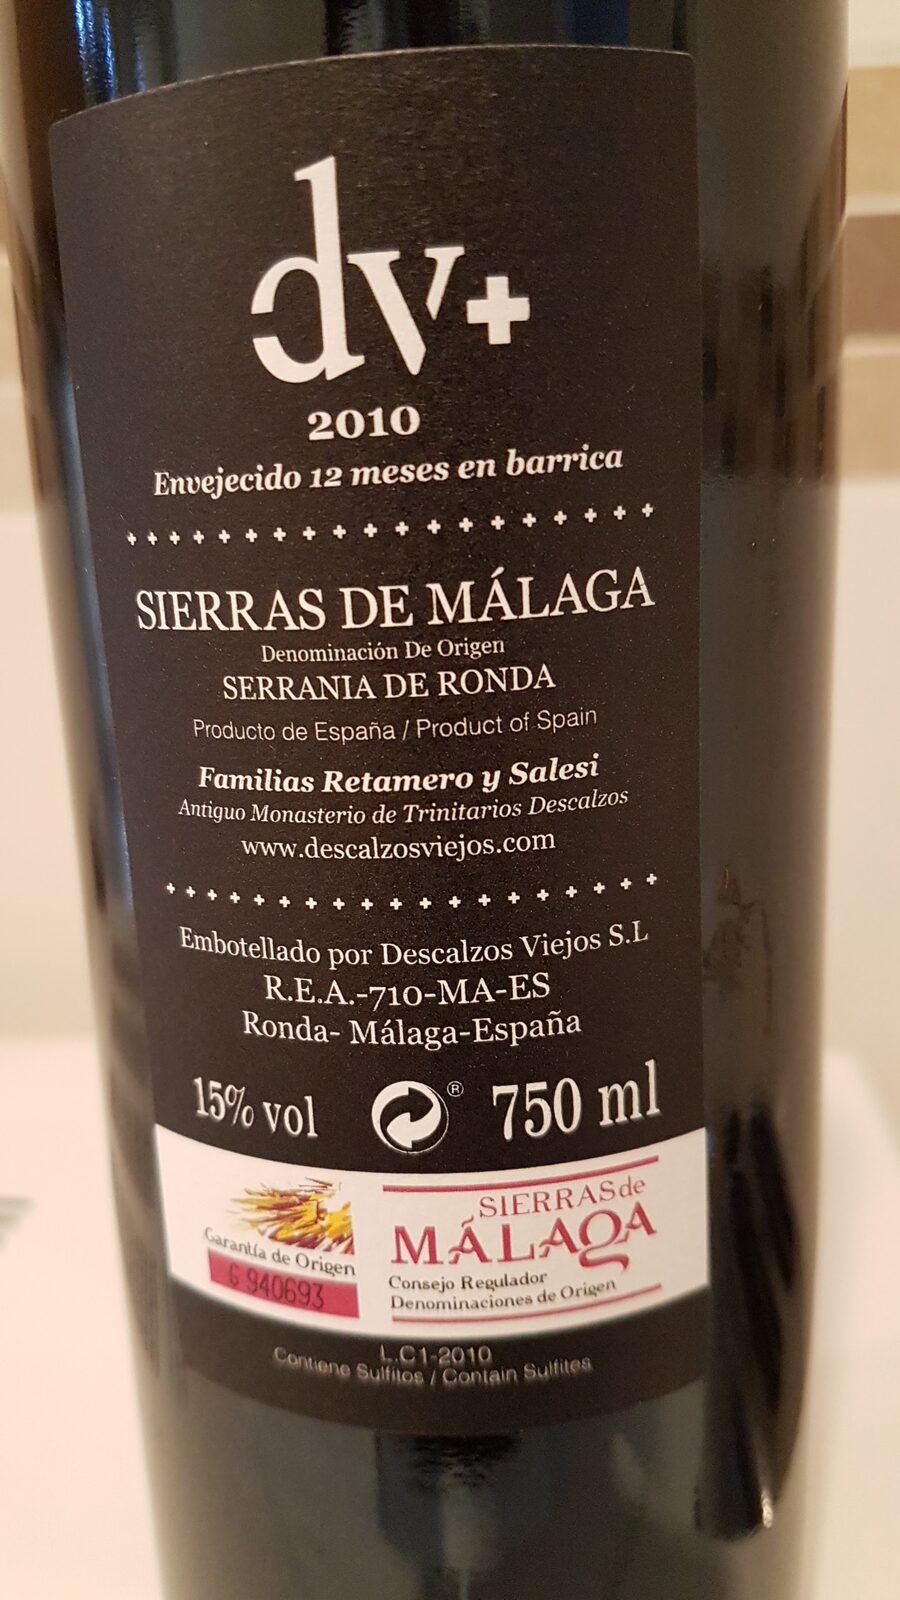 dv+
2010
Envejecido 12 meses en barrica
SIERRAS DE MÁLAGA
Denominación De Origen
SERRANIA DE RONDA
Producto de España / Product of Spain
Familias Retamero y Salesi
Antiguo Monasterio de Trinitarios Descalzos
www.descalzosviejos.com
Embotellado por Descalzos Viejos S.L
R.E.A.-710-MA-ES
Ronda- Málaga-España
15% vol ® 750 ml
Garantía de Origen
G 940693
SIERRAS de
MÁLAGA
Consejo Regulador
Denominaciones de Origen
L.C1-2010
Contiene Sulfitos / Contain Sulfites